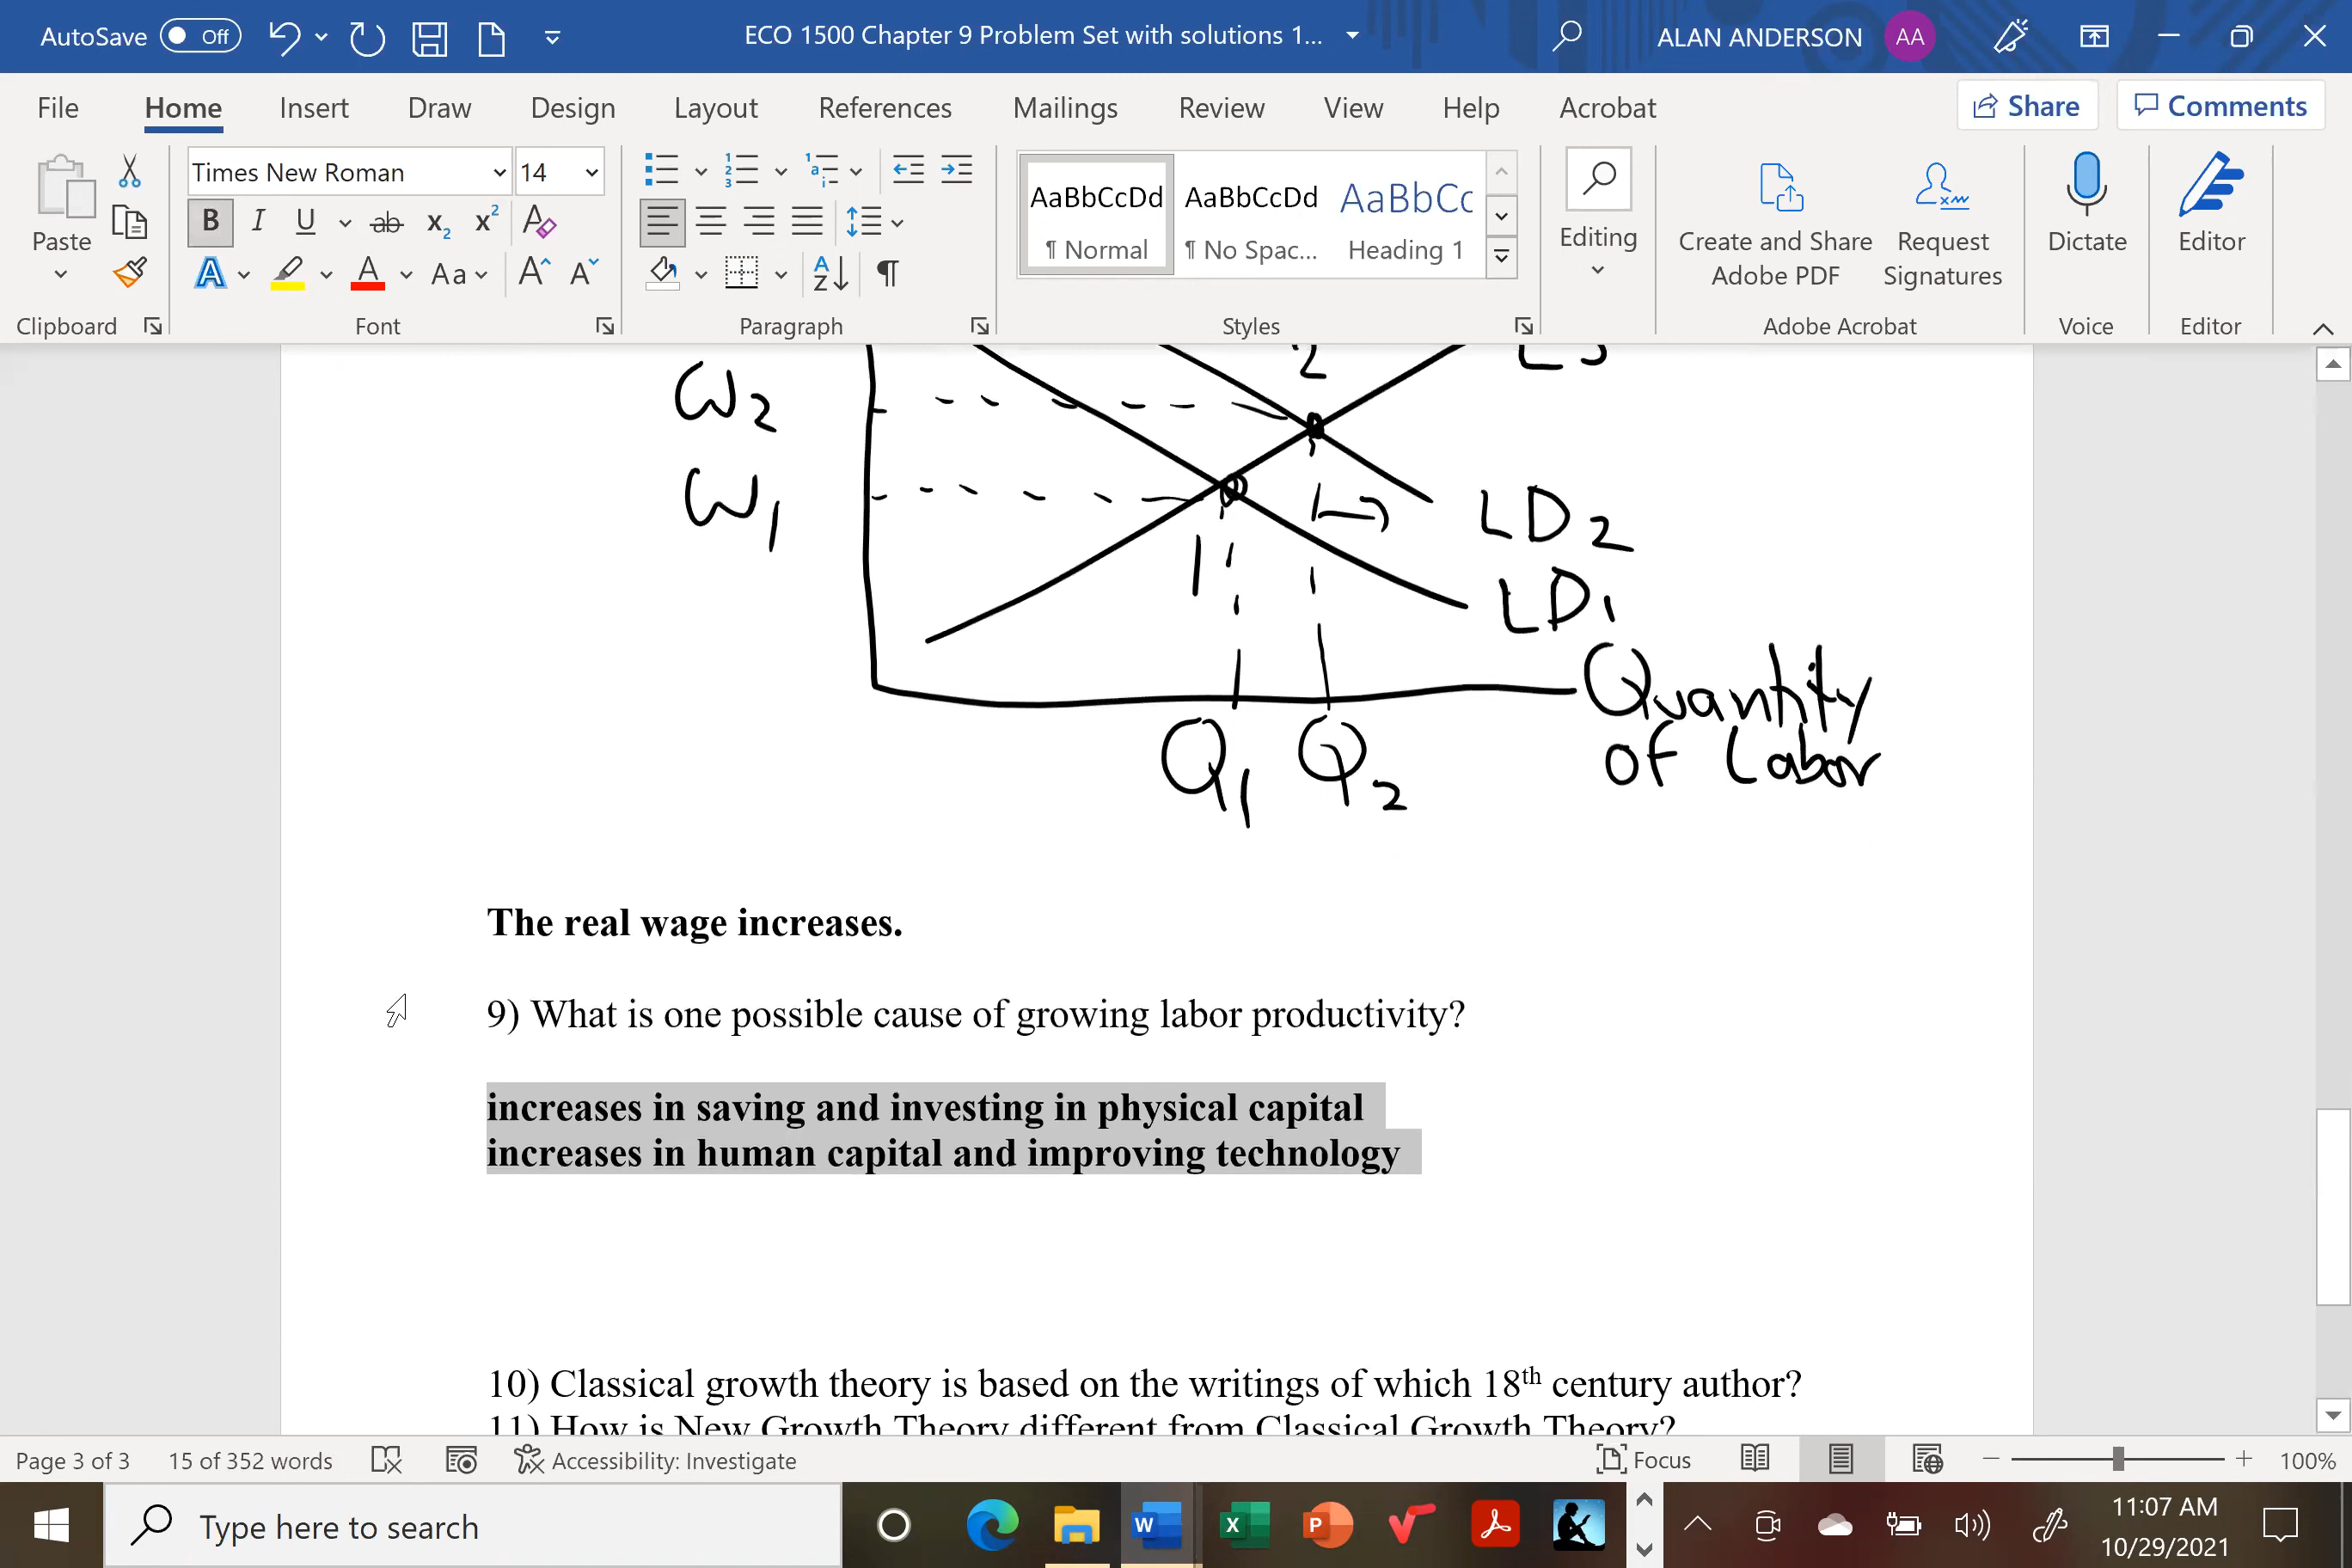 AutoSave Off ECO 1500 Chapter 9 Problem Set with solutions 1... ALAN ANDERSON AA
File Home Insert Draw Design Layout References Mailings Review View Help Acrobat Share Comments
Times New Roman 14
AaBbCcDd AaBbCcDd AaBbCc
Paste
¶ Normal ¶ No Spac... Heading 1
Editing
Create and Share Adobe PDF
Request Signatures
Dictate
Editor
Clipboard Font Paragraph Styles Adobe Acrobat Voice Editor
2
LS
W2
W1
LD2
1
LD1
Quantity
of Labor
Q1 Q2
The real wage increases.
9) What is one possible cause of growing labor productivity?
increases in saving and investing in physical capital
increases in human capital and improving technology
10) Classical growth theory is based on the writings of which 18th century author?
11) How is New Growth Theory different from Classical Growth Theory?
Page 3 of 3 15 of 352 words Accessibility: Investigate Focus 100%
Type here to search
11:07 AM
10/29/2021